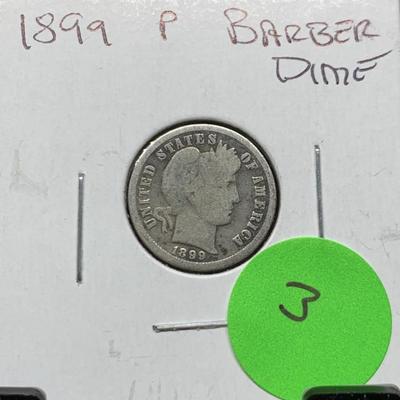 1899 P BARBER
DIME
UNITED STATES OF AMERICA
1899
3